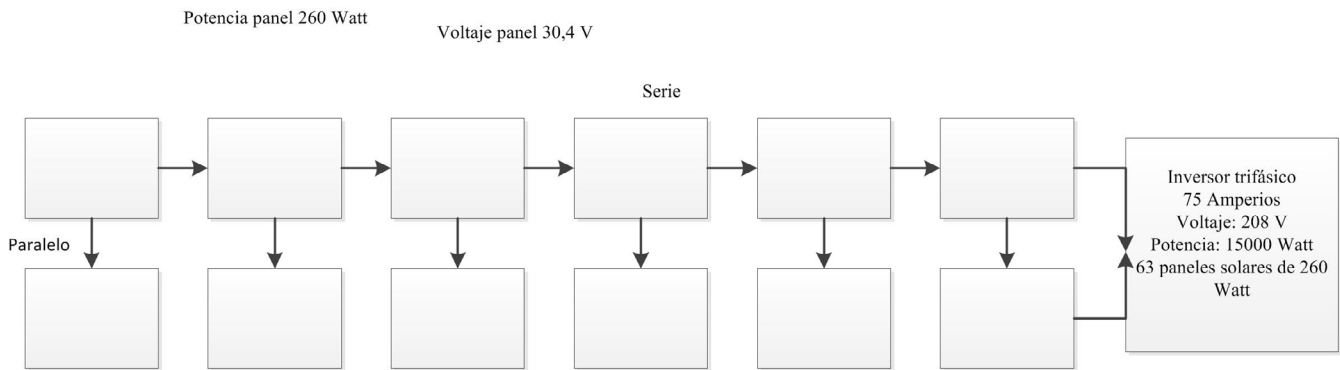 Potencia panel 260 Watt
Voltaje panel 30,4 V
Serie
Paralelo
Inversor trifásico
75 Amperios
Voltaje: 208 V
Potencia: 15000 Watt
63 paneles solares de 260
Watt